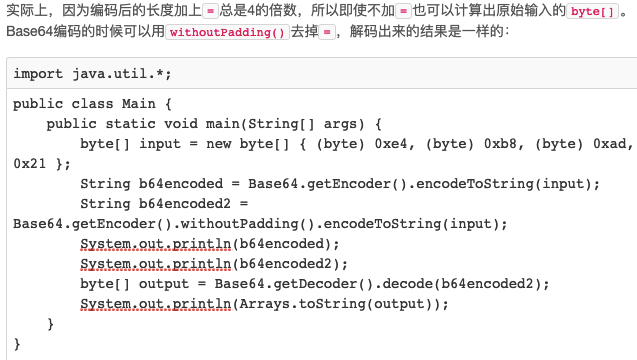 实际上，因为编码后的长度加上=总是4的倍数，所以即使不加=也可以计算出原始输入的byte[]。
Base64编码的时候可以用withoutPadding()去掉=，解码出来的结果是一样的：
import java.util.*;
public class Main {
    public static void main(String[] args) {
        byte[] input = new byte[] { (byte) 0xe4, (byte) 0xb8, (byte) 0xad,
0x21 };
        String b64encoded = Base64.getEncoder().encodeToString(input);
        String b64encoded2 =
Base64.getEncoder().withoutPadding().encodeToString(input);
        System.out.println(b64encoded);
        System.out.println(b64encoded2);
        byte[] output = Base64.getDecoder().decode(b64encoded2);
        System.out.println(Arrays.toString(output));
    }
}